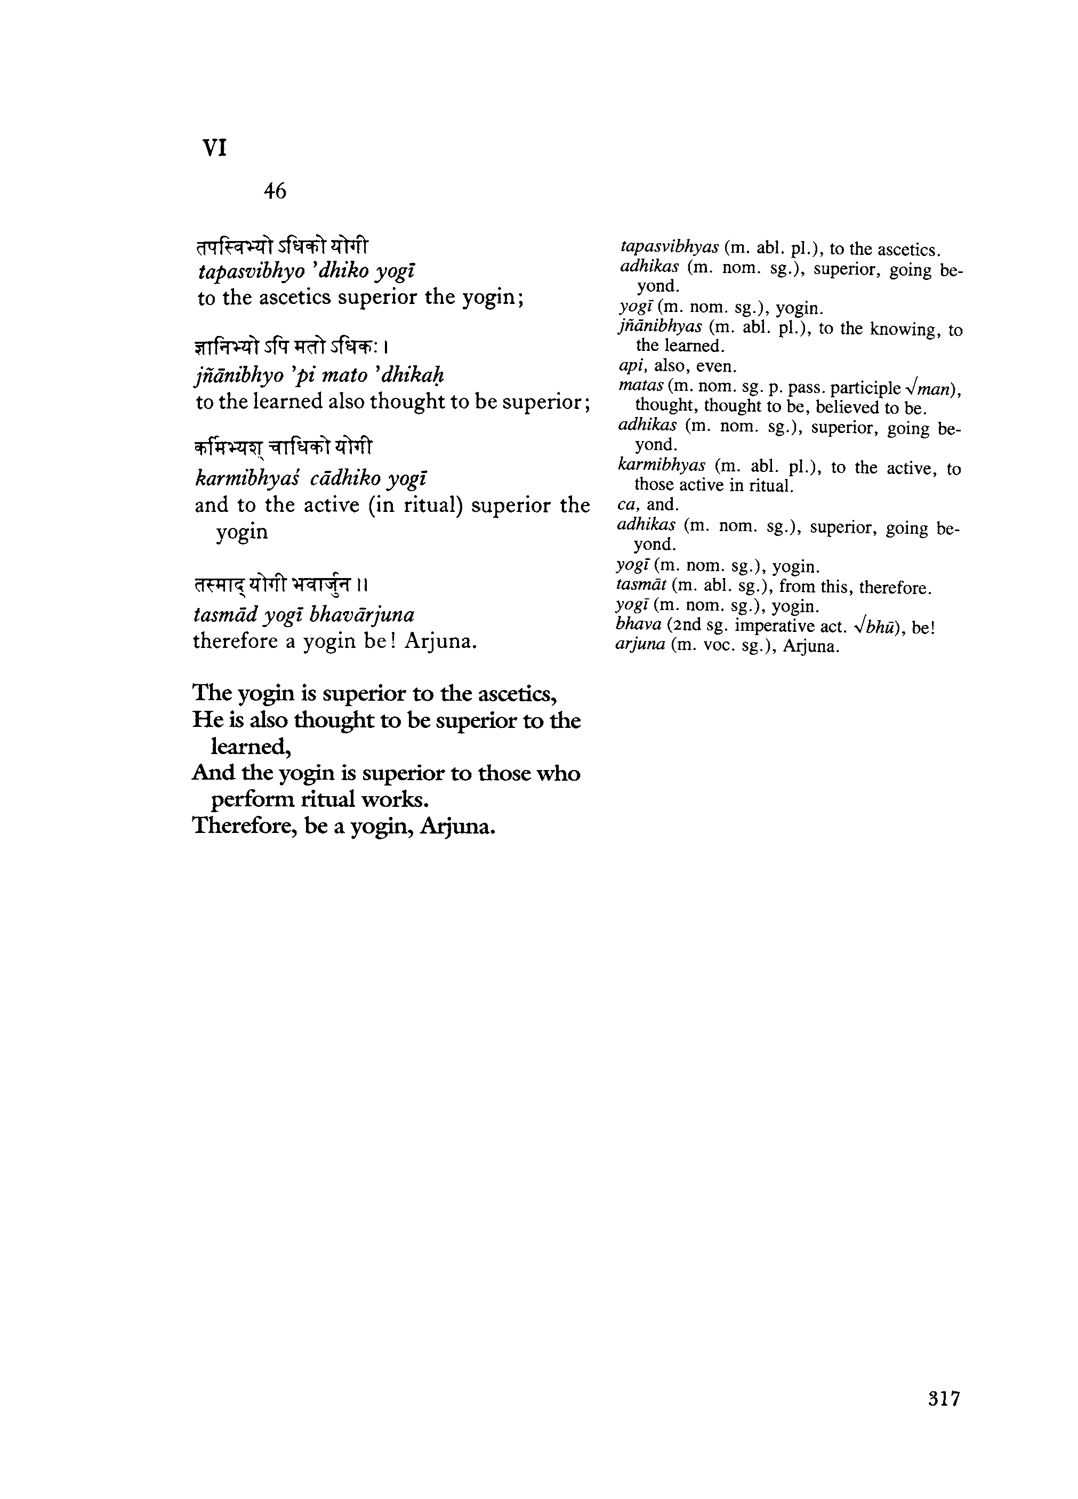 VI
46
तपस्विभ्यो ऽधिको योगी
tapasvibhyo 'dhiko yogī
to the ascetics superior the yogin;
ज्ञानिभ्यो ऽपि मतो ऽधिकः।
jñānibhyo 'pi mato 'dhikaḥ
to the learned also thought to be superior;
कर्मिभ्यश् चाधिको योगी
karmibhyaś cādhiko yogī
and to the active (in ritual) superior the
yogin
तस्माद् योगी भवार्जुन॥
tasmād yogī bhavārjuna
therefore a yogin be! Arjuna.
The yogin is superior to the ascetics,
He is also thought to be superior to the
learned,
And the yogin is superior to those who
perform ritual works.
Therefore, be a yogin, Arjuna.
tapasvibhyas (m. abl. pl.), to the ascetics.
adhikas (m. nom. sg.), superior, going be-
yond.
yogī (m. nom. sg.), yogin.
jñānibhyas (m. abl. pl.), to the knowing, to
the learned.
api, also, even.
matas (m. nom. sg. p. pass. participle √man),
thought, thought to be, believed to be.
adhikas (m. nom. sg.), superior, going be-
yond.
karmibhyas (m. abl. pl.), to the active, to
those active in ritual.
ca, and.
adhikas (m. nom. sg.), superior, going be-
yond.
yogī (m. nom. sg.), yogin.
tasmāt (m. abl. sg.), from this, therefore.
yogī (m. nom. sg.), yogin.
bhava (2nd sg. imperative act. √bhū), be!
arjuna (m. voc. sg.), Arjuna.
317